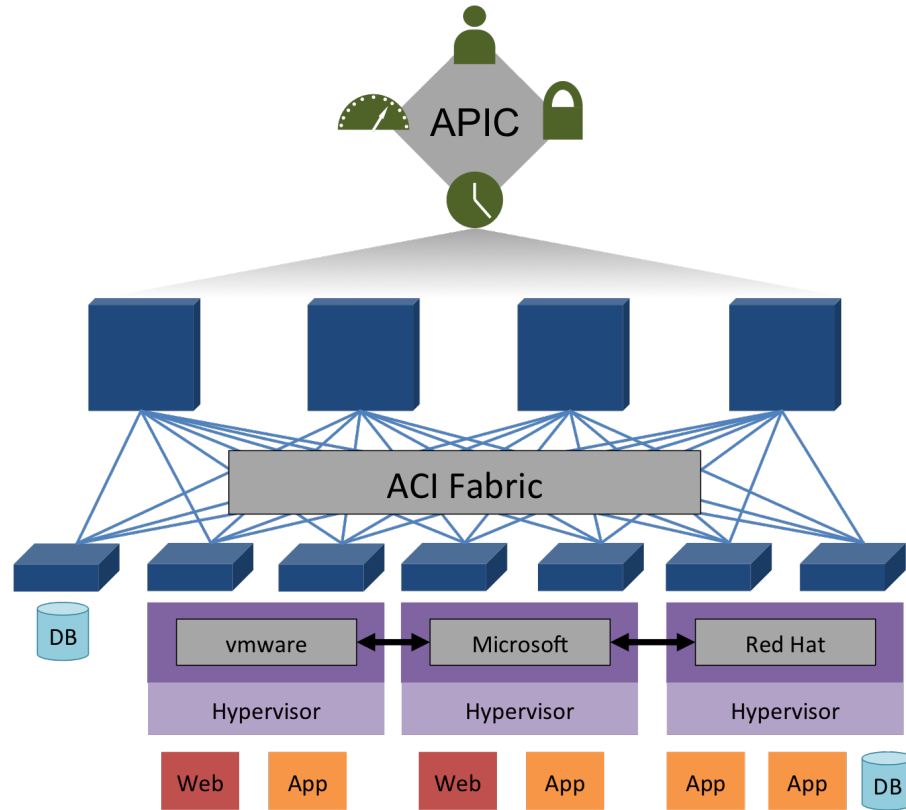 APIC
ACI Fabric
DB
vmware
Microsoft
Red Hat
Hypervisor
Hypervisor
Hypervisor
Web
App
Web
App
App
App
DB